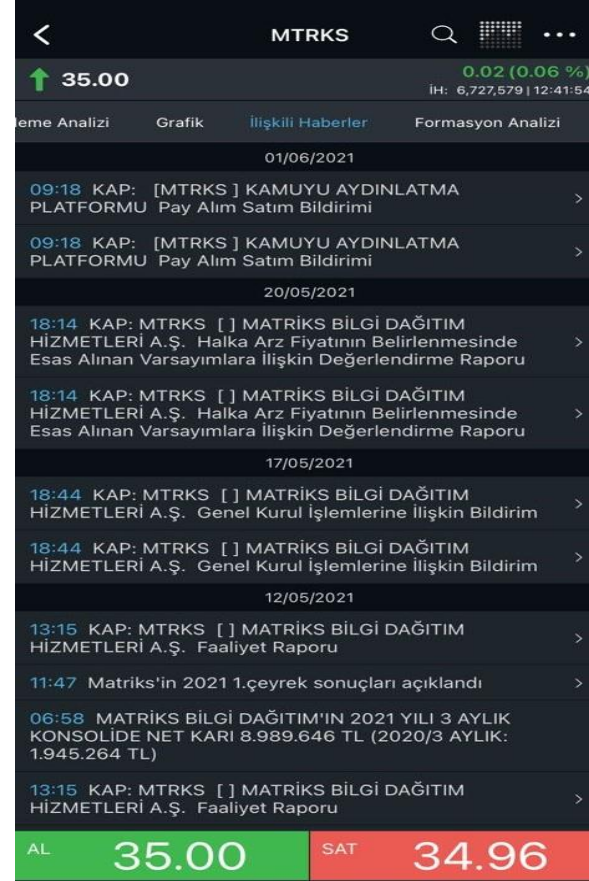 MTRKS
35.00
0.02 (0.06 %)
İH: 6,727,579 | 12:41:54
leme Analizi Grafik İlişkili Haberler Formasyon Analizi
01/06/2021
09:18 KAP: [MTRKS ] KAMUYU AYDINLATMA
PLATFORMU Pay Alım Satım Bildirimi
09:18 KAP: [MTRKS ] KAMUYU AYDINLATMA
PLATFORMU Pay Alım Satım Bildirimi
20/05/2021
18:14 KAP: MTRKS [ ] MATRİKS BİLGİ DAĞITIM
HİZMETLERİ A.Ş. Halka Arz Fiyatının Belirlenmesinde
Esas Alınan Varsayımlara İlişkin Değerlendirme Raporu
18:14 KAP: MTRKS [ ] MATRİKS BİLGİ DAĞITIM
HİZMETLERİ A.Ş. Halka Arz Fiyatının Belirlenmesinde
Esas Alınan Varsayımlara İlişkin Değerlendirme Raporu
17/05/2021
18:44 KAP: MTRKS [ ] MATRİKS BİLGİ DAĞITIM
HİZMETLERİ A.Ş. Genel Kurul İşlemlerine İlişkin Bildirim
18:44 KAP: MTRKS [ ] MATRİKS BİLGİ DAĞITIM
HİZMETLERİ A.Ş. Genel Kurul İşlemlerine İlişkin Bildirim
12/05/2021
13:15 KAP: MTRKS [ ] MATRİKS BİLGİ DAĞITIM
HİZMETLERİ A.Ş. Faaliyet Raporu
11:47 Matriks'in 2021 1.çeyrek sonuçları açıklandı
06:58 MATRİKS BİLGİ DAĞITIM'IN 2021 YILI 3 AYLIK
KONSOLİDE NET KARI 8.989.646 TL (2020/3 AYLIK:
1.945.264 TL)
13:15 KAP: MTRKS [ ] MATRİKS BİLGİ DAĞITIM
HİZMETLERİ A.Ş. Faaliyet Raporu
AL 35.00 SAT 34.96